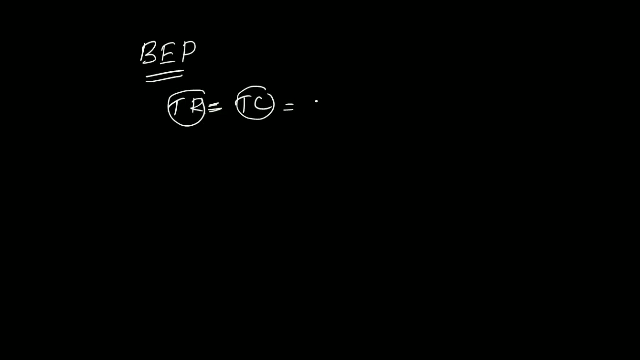 BEP
TR = TC =